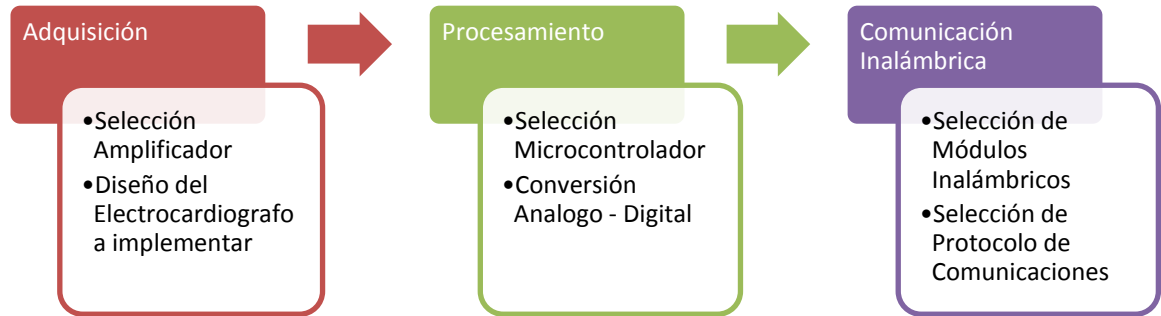 Adquisición
•Selección
Amplificador
•Diseño del
Electrocardiografo
a implementar
Procesamiento
•Selección
Microcontrolador
•Conversión
Analogo - Digital
Comunicación
Inalámbrica
•Selección de
Módulos
Inalámbricos
•Selección de
Protocolo de
Comunicaciones